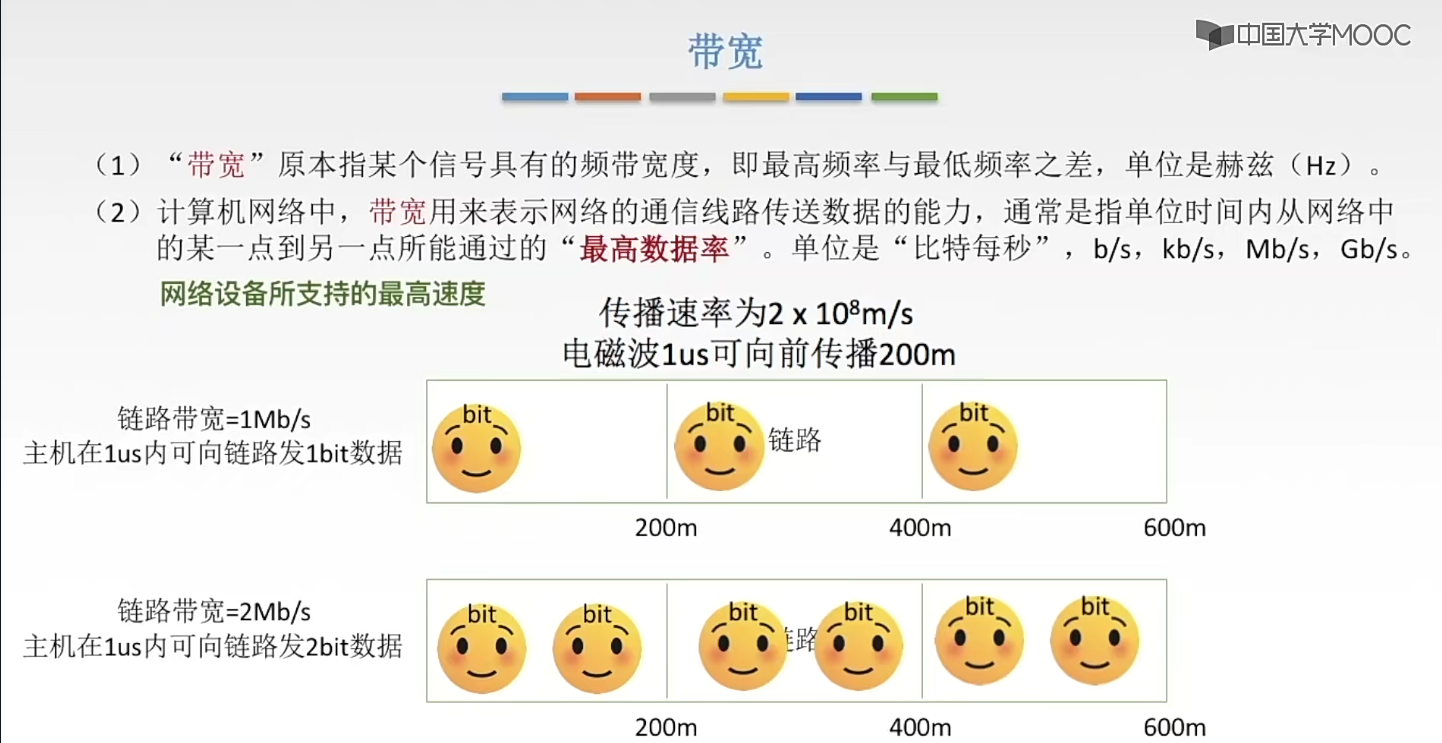 中国大学MOOC
带宽
（1）“带宽”原本指某个信号具有的频带宽度，即最高频率与最低频率之差，单位是赫兹（Hz）。
（2）计算机网络中，带宽用来表示网络的通信线路传送数据的能力，通常是指单位时间内从网络中
的某一点到另一点所能通过的“最高数据率”。单位是“比特每秒”，b/s，kb/s，Mb/s，Gb/s。
网络设备所支持的最高速度
传播速率为2 x 10⁸m/s
电磁波1us可向前传播200m
链路带宽=1Mb/s
主机在1us内可向链路发1bit数据
bit bit 链路 bit
200m 400m 600m
链路带宽=2Mb/s
主机在1us内可向链路发2bit数据
bit bit bit 链路 bit bit bit
200m 400m 600m